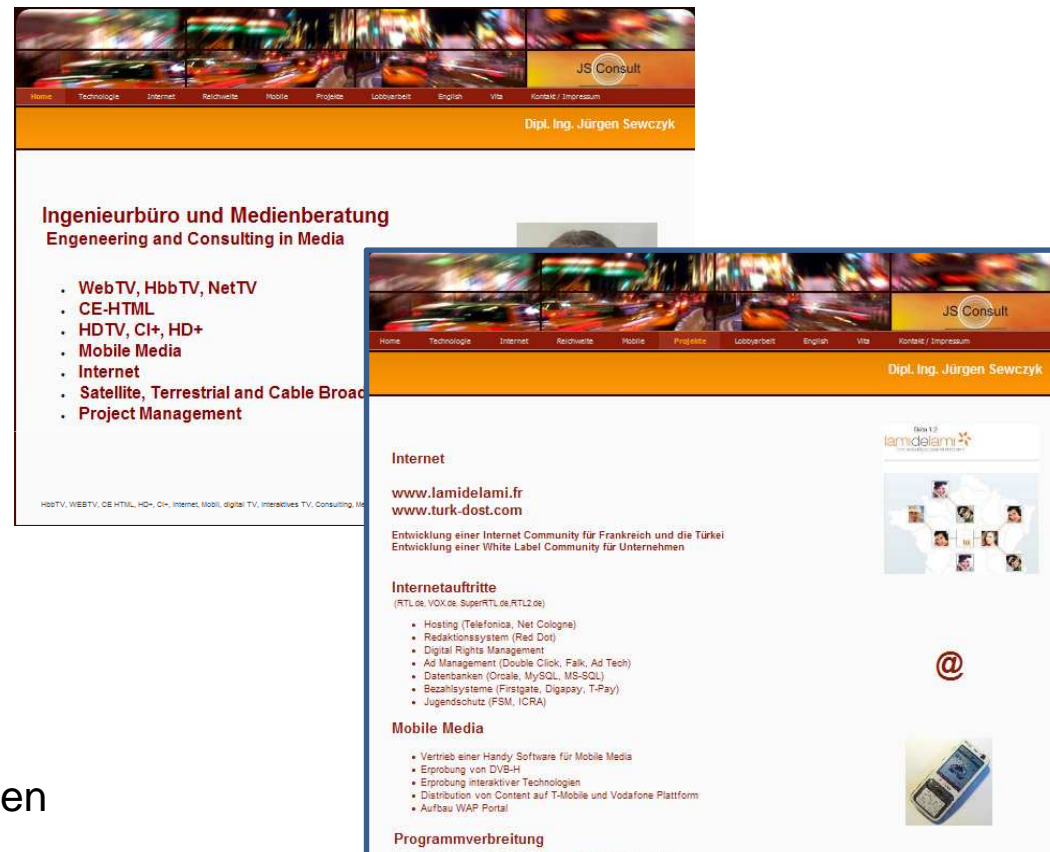 JS Consult
Home Technologie Internet Reichweite Mobile Projekte Lobbyarbeit English Vita Kontakt / Impressum
Dipl. Ing. Jürgen Sewczyk
Ingenieurbüro und Medienberatung
Engeneering and Consulting in Media
• WebTV, HbbTV, NetTV
• CE-HTML
• HDTV, CI+, HD+
• Mobile Media
• Internet
• Satellite, Terrestrial and Cable Broad
• Project Management
HbbTV, WEBTV, CE HTML, HD+, CI+, Internet, Mobil, digital TV, Interaktives TV, Consulting, Me
JS Consult
Home Technologie Internet Reichweite Mobile Projekte Lobbyarbeit English Vita Kontakt / Impressum
Dipl. Ing. Jürgen Sewczyk
Beta 1.2
lamidelami
Internet
www.lamidelami.fr
www.turk-dost.com
Entwicklung einer Internet Community für Frankreich und die Türkei
Entwicklung einer White Label Community für Unternehmen
Internetauftritte
(RTL.de, VOX.de, SuperRTL.de,RTL2.de)
• Hosting (Telefonica, Net Cologne)
• Redaktionssystem (Red Dot)
• Digital Rights Management
• Ad Management (Double Click, Falk, Ad Tech)
• Datenbanken (Orcale, MySQL, MS-SQL)
• Bezahlsysteme (Firstgate, Digapay, T-Pay)
• Jugendschutz (FSM, ICRA)
@
Mobile Media
• Vertrieb einer Handy Software für Mobile Media
• Erprobung von DVB-H
• Erprobung interaktiver Technologien
• Distribution von Content auf T-Mobile und Vodafone Plattform
• Aufbau WAP Portal
Programmverbreitung
en